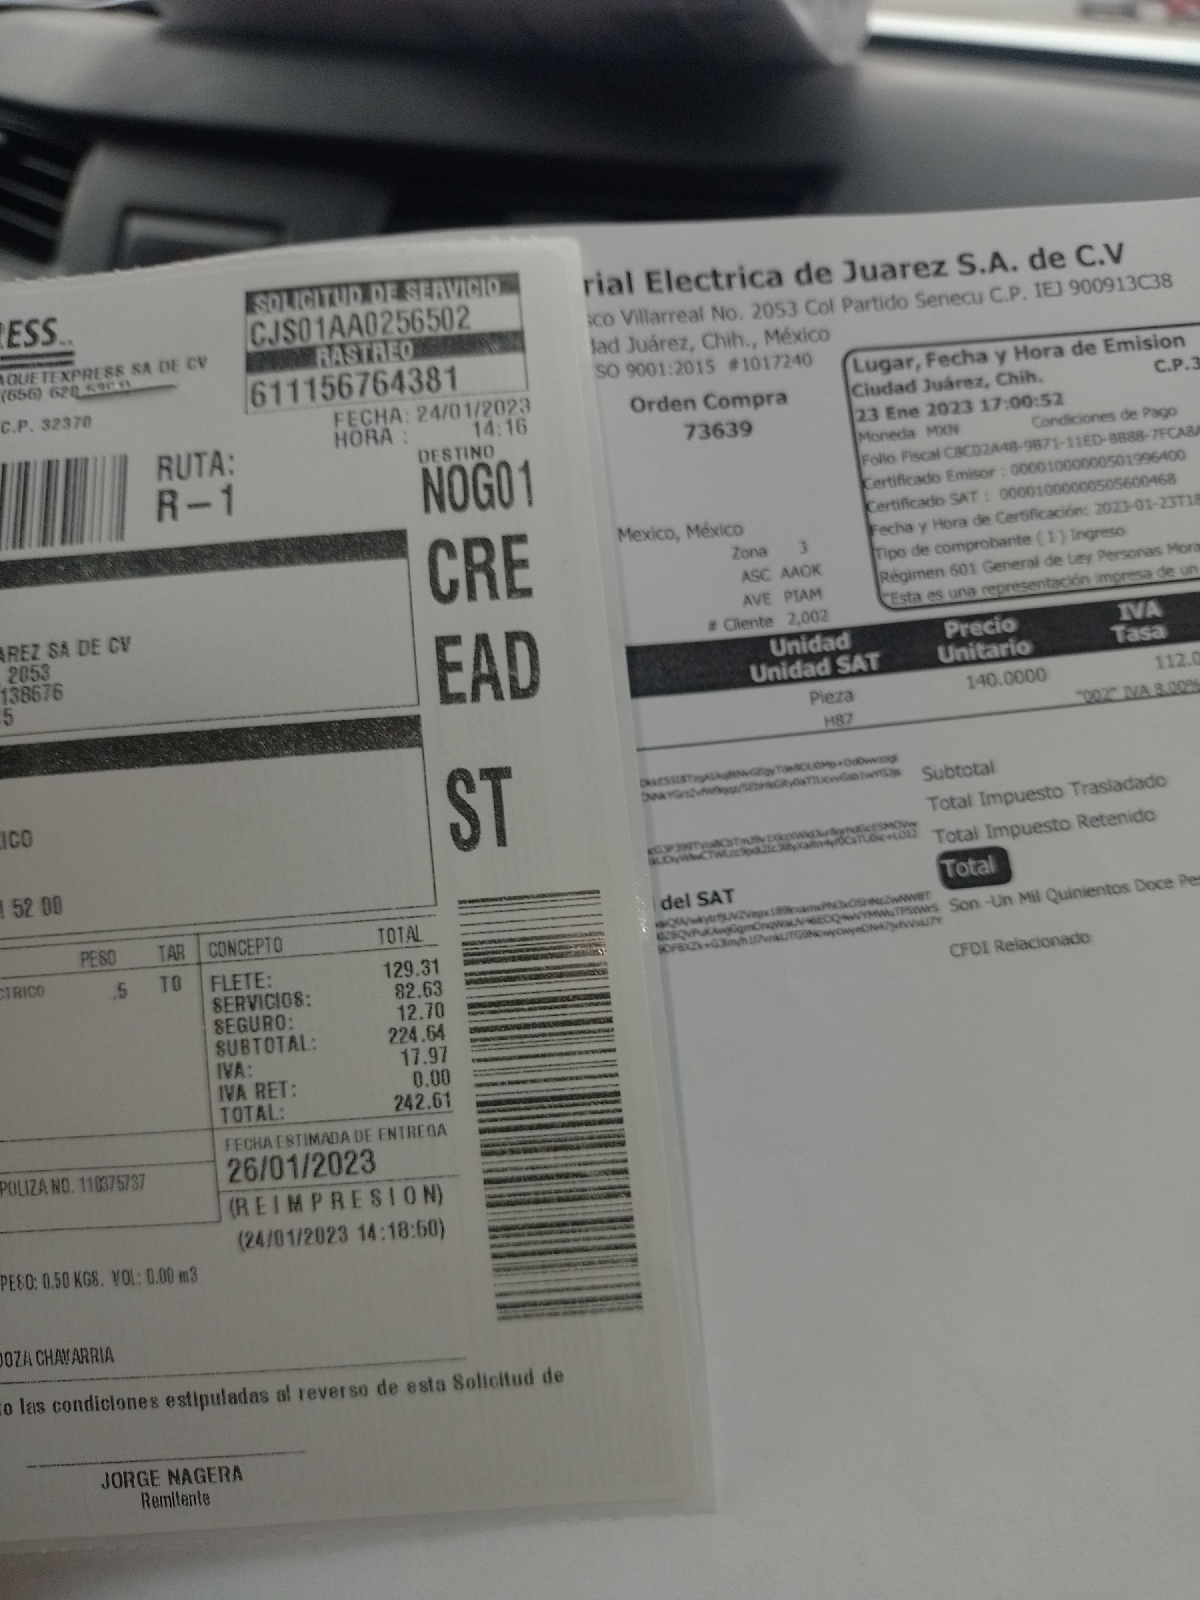 RESS..
QUETEXPRESS SA DE CV
(656) 620
C.P. 32370
SOLICITUD DE SERVICIO
CJS01AA0256502
RASTREO
611156764381
FECHA: 24/01/2023
HORA : 14:16
RUTA:
R-1
DESTINO
NOG01
CRE
EAD
ST
AREZ SA DE CV
2053
138676
5
ICO
52 00
PESO TAR CONCEPTO TOTAL
CTRICO .5 T0
FLETE: 129.31
SERVICIOS: 82.63
SEGURO: 12.70
SUBTOTAL: 224.64
IVA: 17.97
IVA RET: 0.00
TOTAL: 242.61
FECHA ESTIMADA DE ENTREGA
26/01/2023
(REIMPRESION)
(24/01/2023 14:18:50)
POLIZA NO. 110375737
PESO: 0.50 KGS. VOL: 0.00 m3
DOZA CHAVARRIA
o las condiciones estipuladas al reverso de esta Solicitud de
JORGE NAGERA
Remitente
rial Electrica de Juarez S.A. de C.V
sco Villarreal No. 2053 Col Partido Senecu C.P. IEJ 900913C38
dad Juárez, Chih., México
ISO 9001:2015 #1017240
Orden Compra
73639
Lugar, Fecha y Hora de Emision
Ciudad Juárez, Chih. C.P.3
23 Ene 2023 17:00:52
Moneda MXN Condiciones de Pago
Folio Fiscal C8C02A48-9B71-11ED-8B88-7FCA8A
Certificado Emisor : 00001000000501996400
Certificado SAT : 00001000000505600468
Fecha y Hora de Certificación: 2023-01-23T18
Tipo de comprobante ( I ) Ingreso
Régimen 601 General de Ley Personas Mora
"Esta es una representación impresa de un
Mexico, México
Zona 3
ASC AAOK
AVE PIAM
# Cliente 2,002
Unidad
Unidad SAT
Precio
Unitario
IVA
Tasa
Pieza 140.0000 112.0
H87 "002" IVA 8.00%
Subtotal
Total Impuesto Trasladado
Total Impuesto Retenido
Total
del SAT
Son -Un Mil Quinientos Doce Pe
CFDI Relacionado